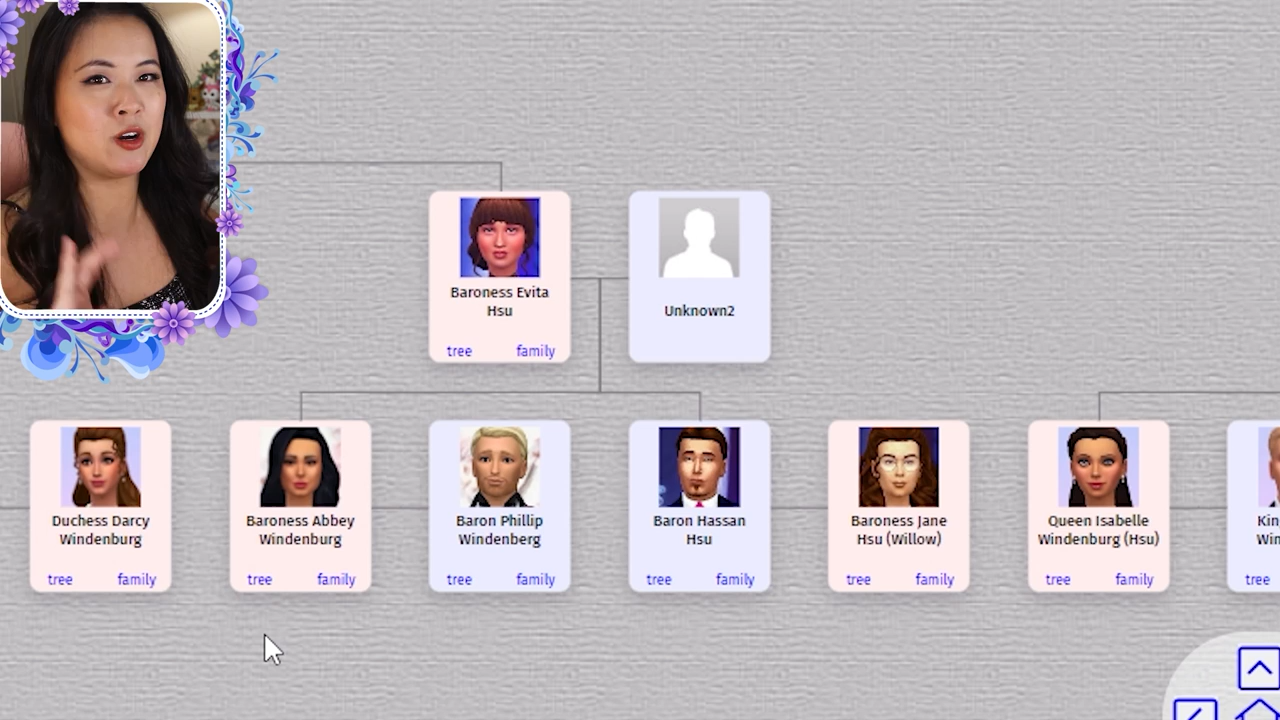 Baroness Evita
Hsu
tree family
Unknown2
Duchess Darcy
Windenburg
tree family
Baroness Abbey
Windenburg
tree family
Baron Phillip
Windenberg
tree family
Baron Hassan
Hsu
tree family
Baroness Jane
Hsu (Willow)
tree family
Queen Isabelle
Windenburg (Hsu)
tree family
Kin
Win
tree